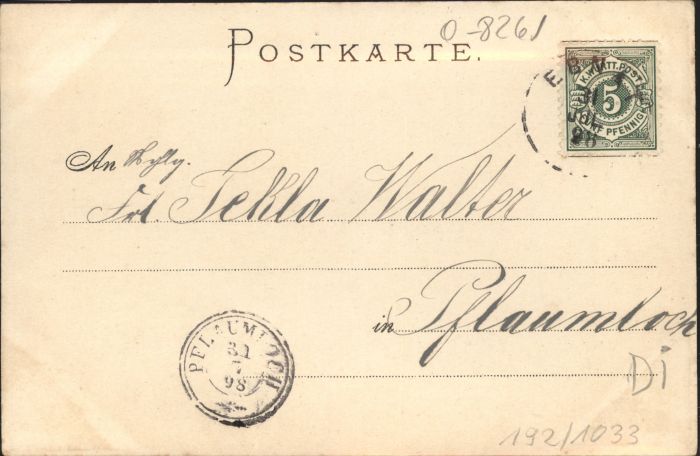 0-8261
POSTKARTE.
K. WÜRTT. POST
5
FÜNF PFENNIG
An
Frl. Tekla Walter
in Pflaumloch
PFLAUMLOCH
31
7
98
Di
192/1033